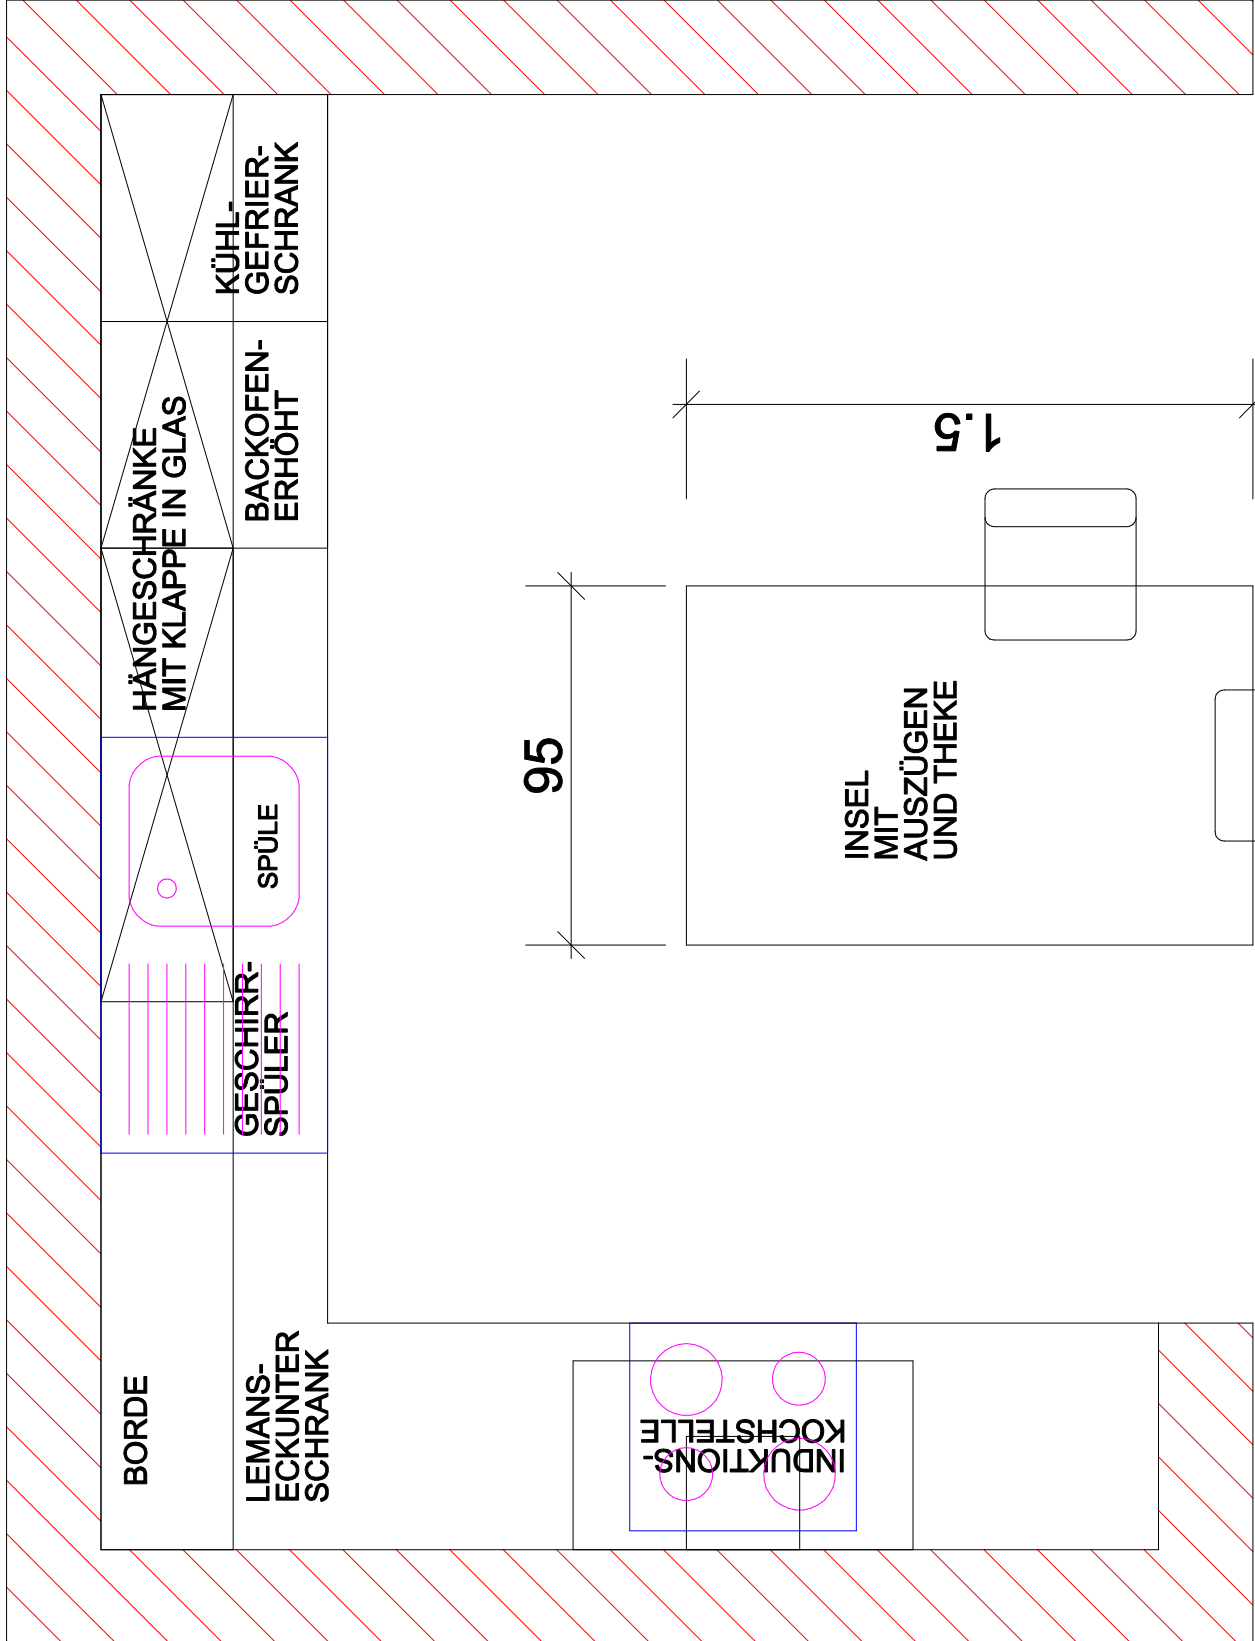 KÜHL-
GEFRIER-
SCHRANK
BACKOFEN-
ERHÖHT
HÄNGESCHRÄNKE
MIT KLAPPE IN GLAS
SPÜLE
GESCHIRR-
SPÜLER
BORDE
LEMANS-
ECKUNTER
SCHRANK
INDUKTIONS-
KOCHSTELLE
INSEL
MIT
AUSZÜGEN
UND THEKE
95
1.5